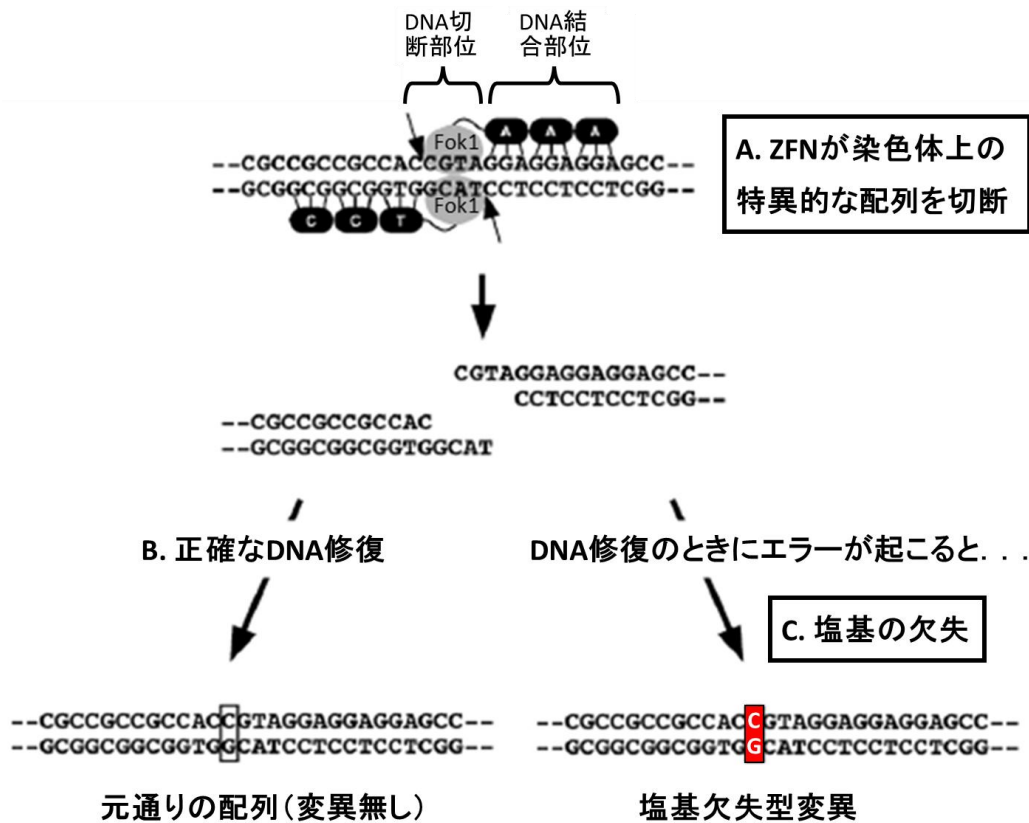 DNA切
断部位
DNA結
合部位
Fok1
A A A
--CGCCGCCGCCACCGTAGGAGGAGGAGCC--
--GCGGCGGCGGTGGCATCCTCCTCCTCGG--
C C T
Fok1
A. ZFNが染色体上の
特異的な配列を切断
CGTAGGAGGAGGAGCC--
CCTCCTCCTCGG--
--CGCCGCCGCCAC
--GCGGCGGCGGTGGCAT
B. 正確なDNA修復
DNA修復のときにエラーが起こると...
C. 塩基の欠失
--CGCCGCCGCCACCGTAGGAGGAGGAGCC--
--GCGGCGGCGGTGGCATCCTCCTCCTCGG--
元通りの配列(変異無し)
--CGCCGCCGCCACCGTAGGAGGAGGAGCC--
--GCGGCGGCGGTGGCATCCTCCTCCTCGG--
塩基欠失型変異